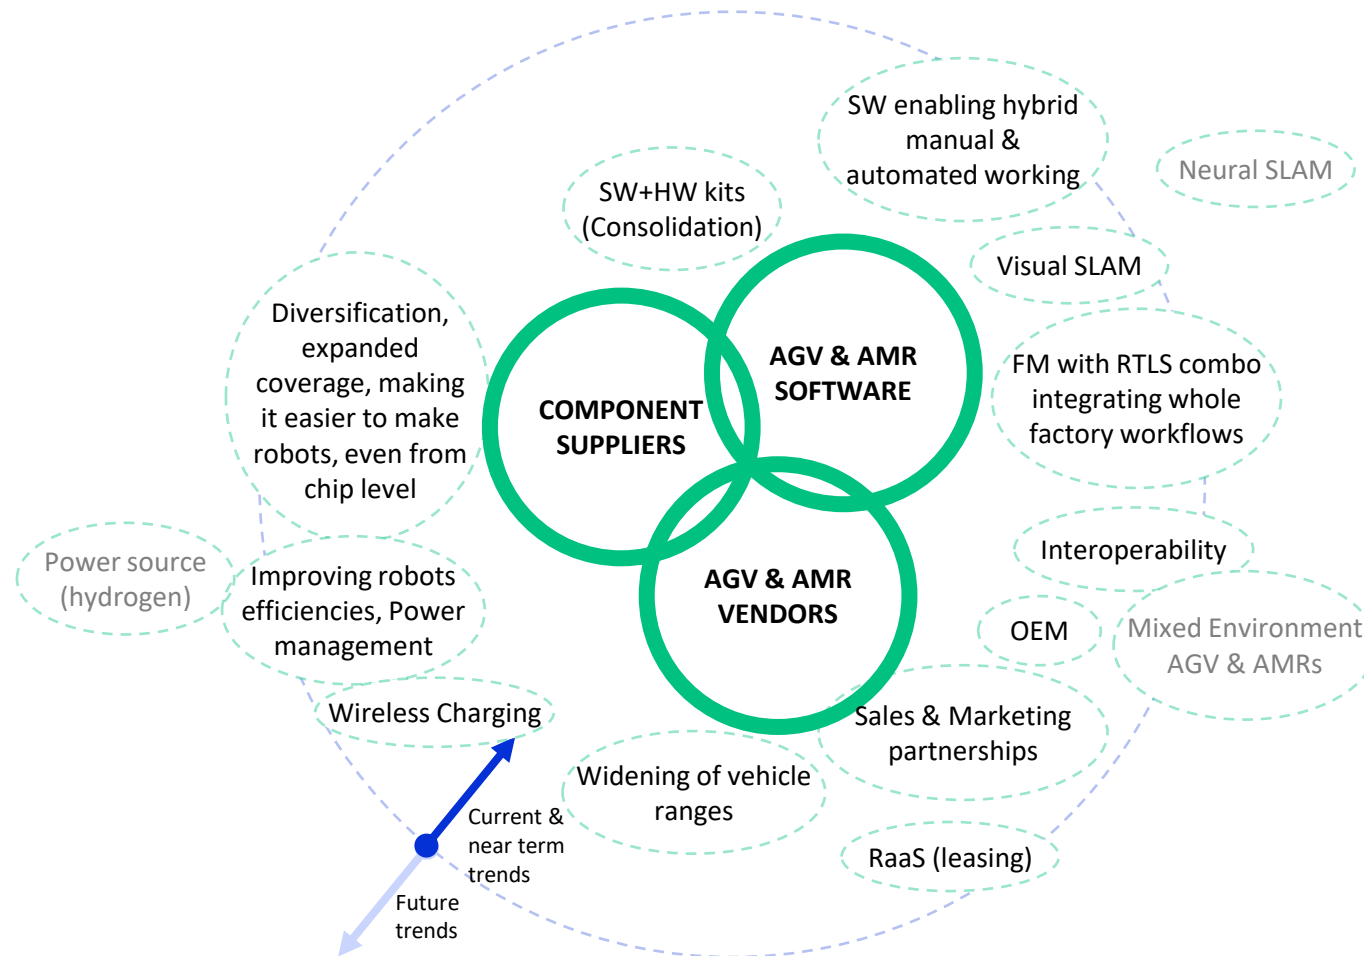 SW enabling hybrid
manual &
automated working
Neural SLAM
SW+HW kits
(Consolidation)
Visual SLAM
Diversification,
expanded
coverage, making
it easier to make
robots, even from
chip level
AGV & AMR
SOFTWARE
FM with RTLS combo
integrating whole
factory workflows
COMPONENT
SUPPLIERS
Power source
(hydrogen)
Improving robots
efficiencies, Power
management
AGV & AMR
VENDORS
Interoperability
OEM
Mixed Environment
AGV & AMRs
Wireless Charging
Sales & Marketing
partnerships
Widening of vehicle
ranges
RaaS (leasing)
Current &
near term
trends
Future
trends